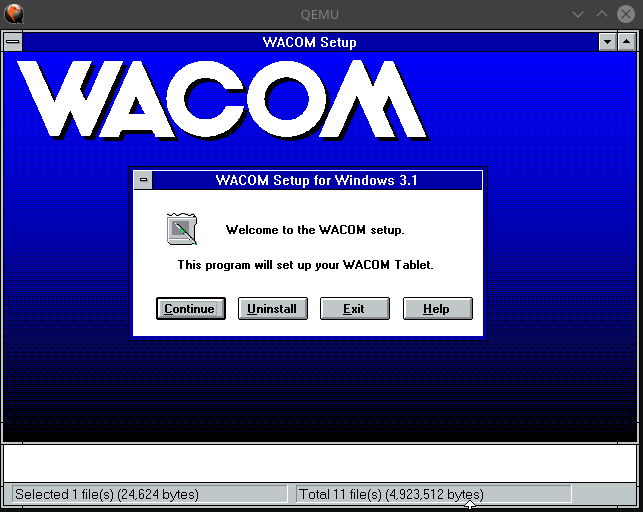 QEMU
WACOM Setup
WACOM
WACOM Setup for Windows 3.1
Welcome to the WACOM setup.
This program will set up your WACOM Tablet.
Continue Uninstall Exit Help
Selected 1 file(s) (24,624 bytes) Total 11 file(s) (4,923,512 bytes)